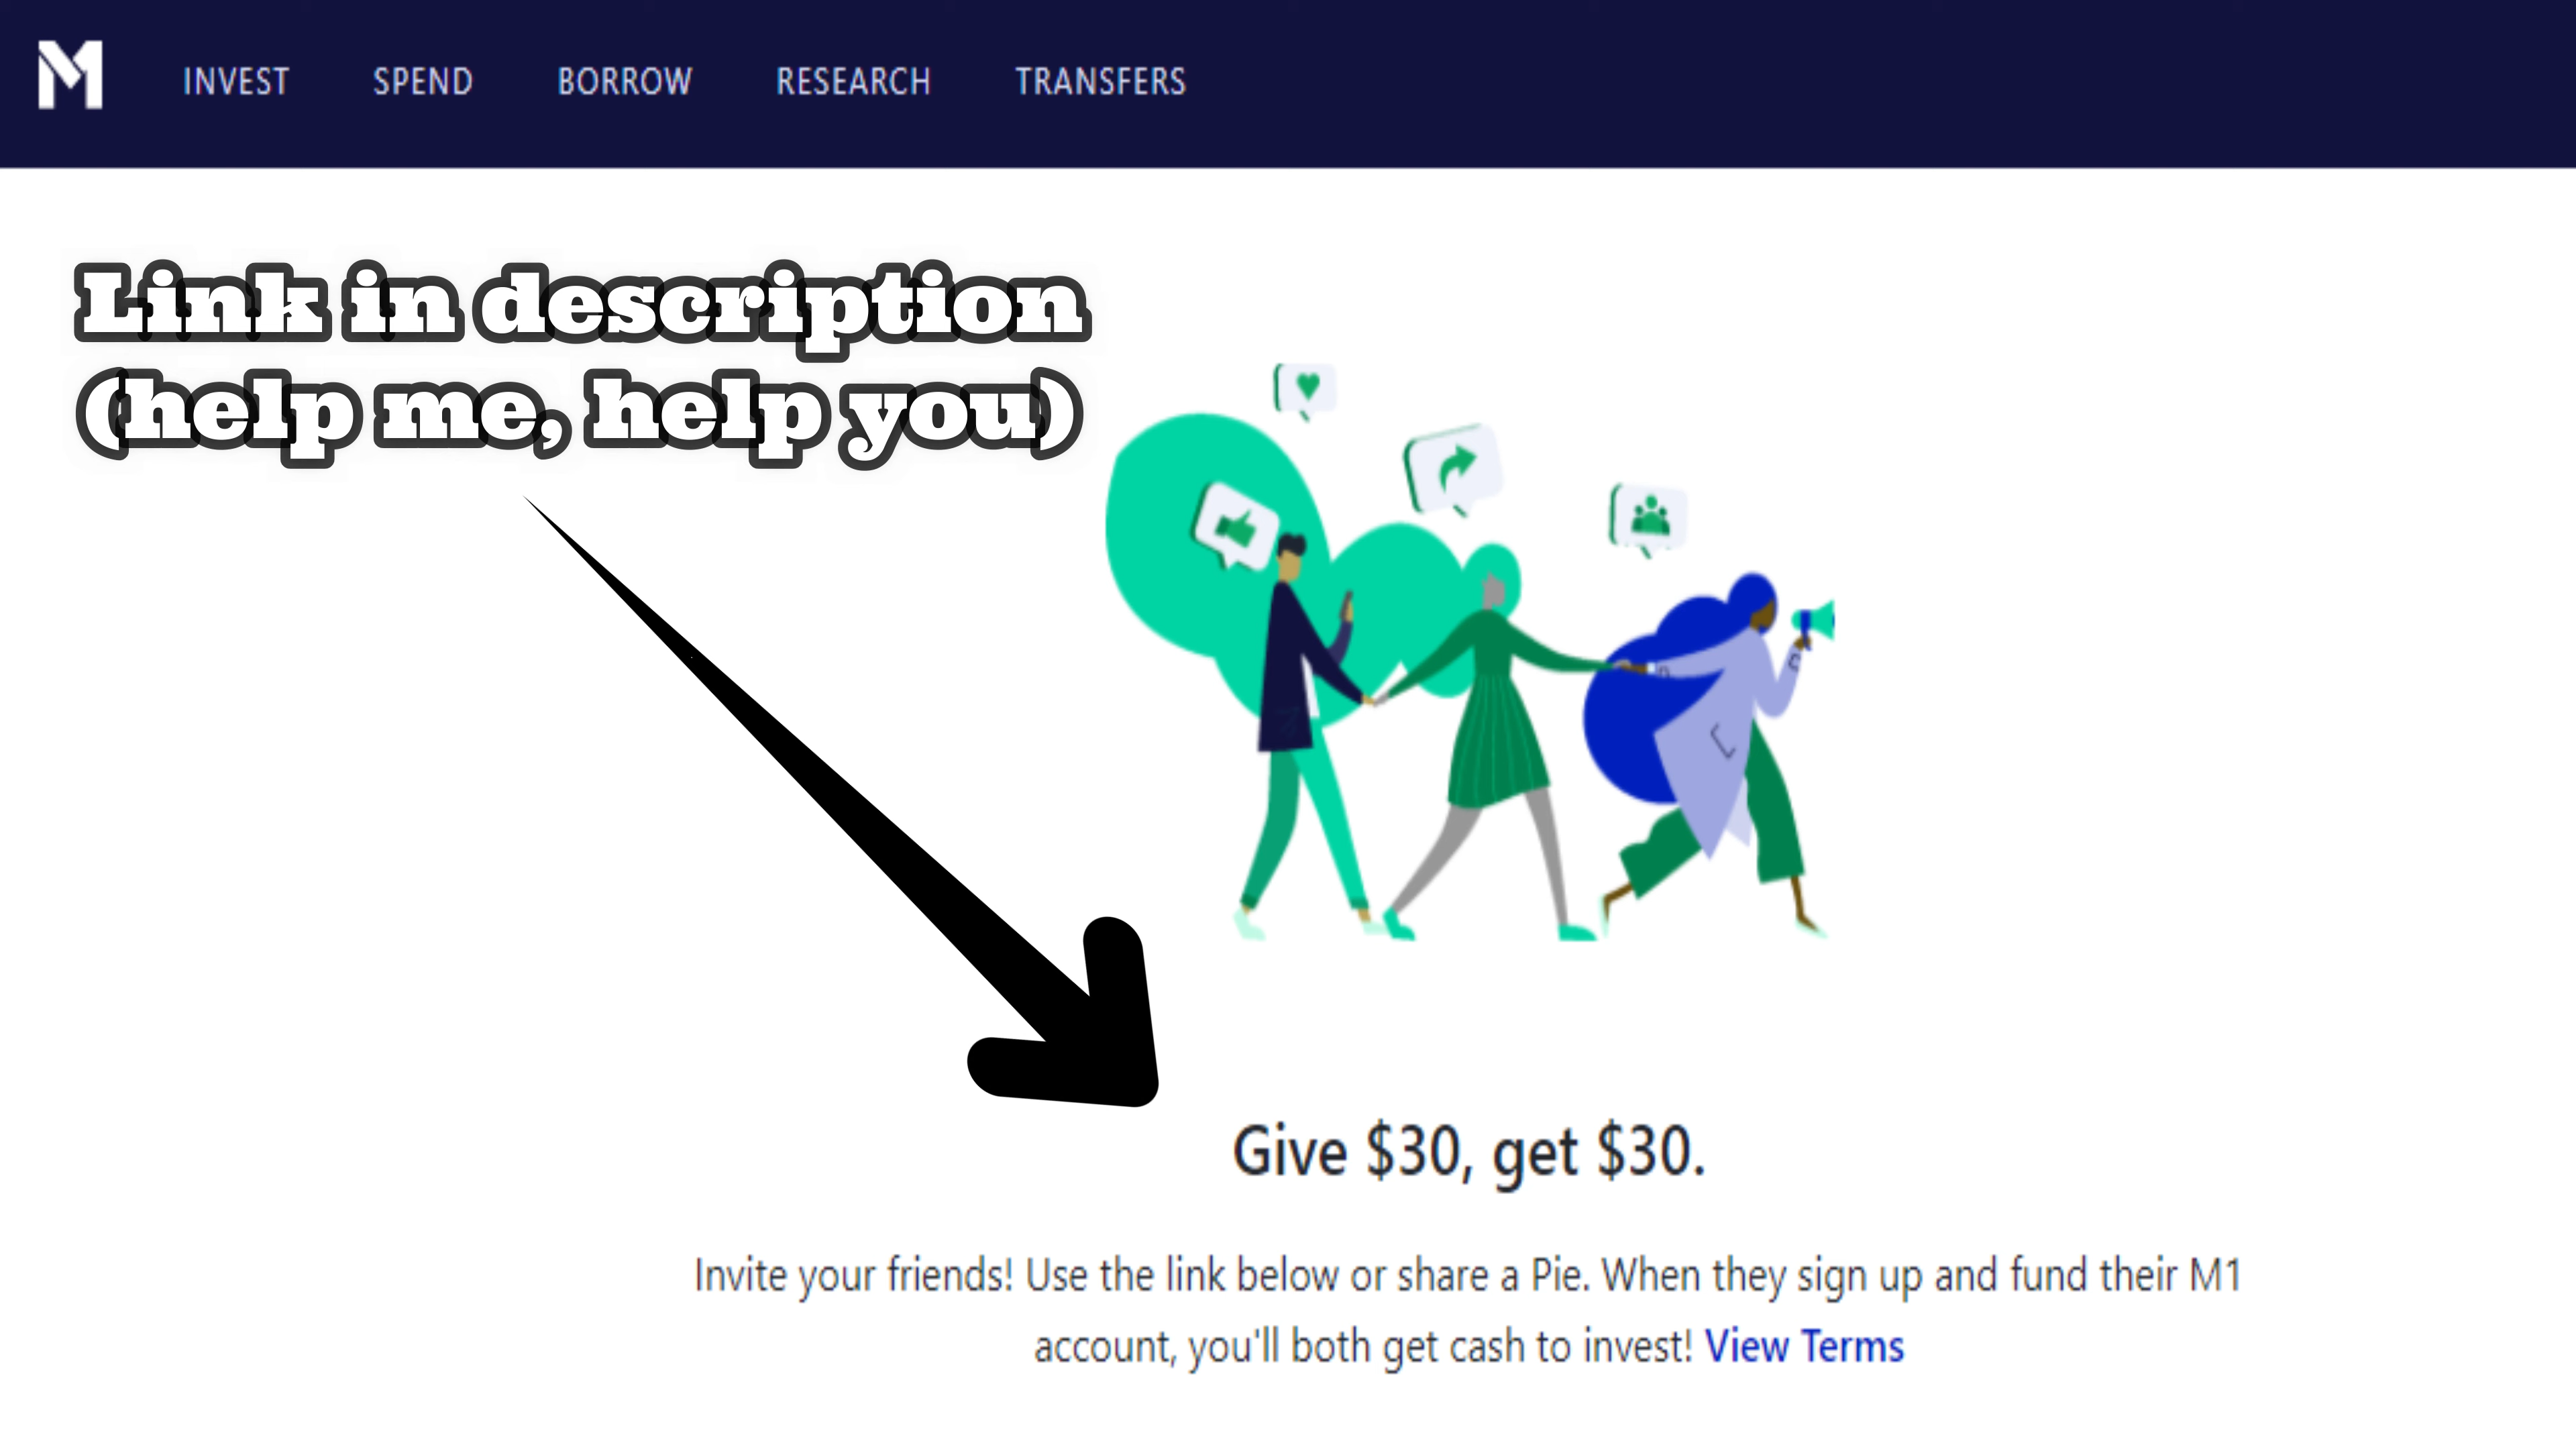 M
INVEST SPEND BORROW RESEARCH TRANSFERS
Link in description
(help me, help you)
Give $30, get $30.
Invite your friends! Use the link below or share a Pie. When they sign up and fund their M1
account, you'll both get cash to invest! View Terms